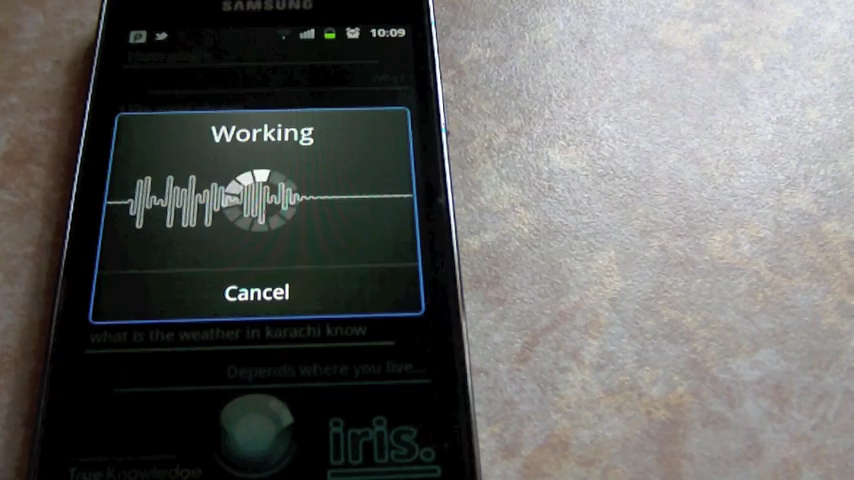 SAMSUNG
10:09
Working
Cancel
what is the weather in karachi know
Depends where you live...
iris.
True Knowledge